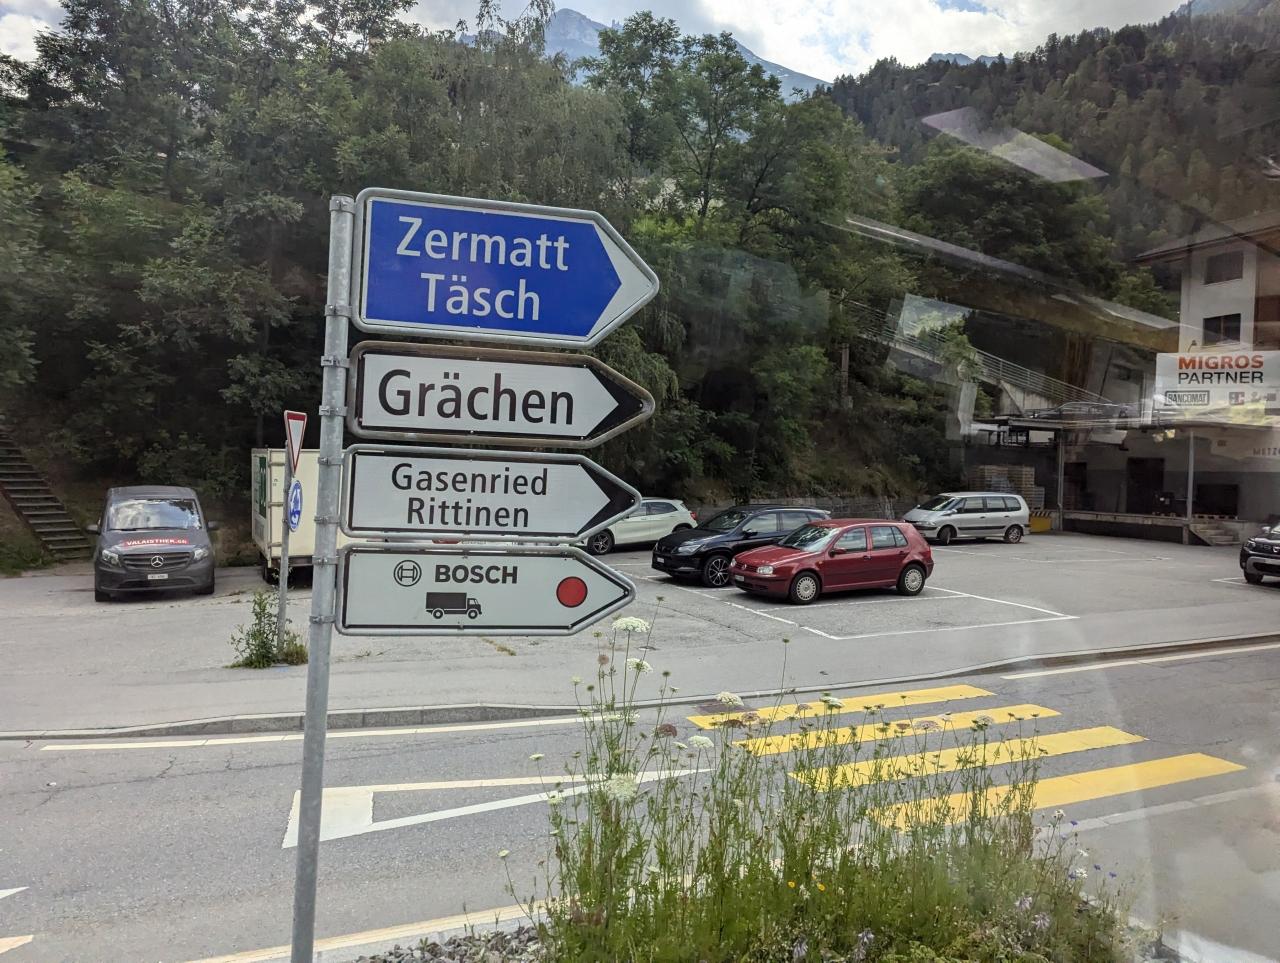 Zermatt
Täsch
Grächen
Gasenried
Rittinen
BOSCH
VALAISTHEK.CH
MIGROS
PARTNER
BANCOMAT